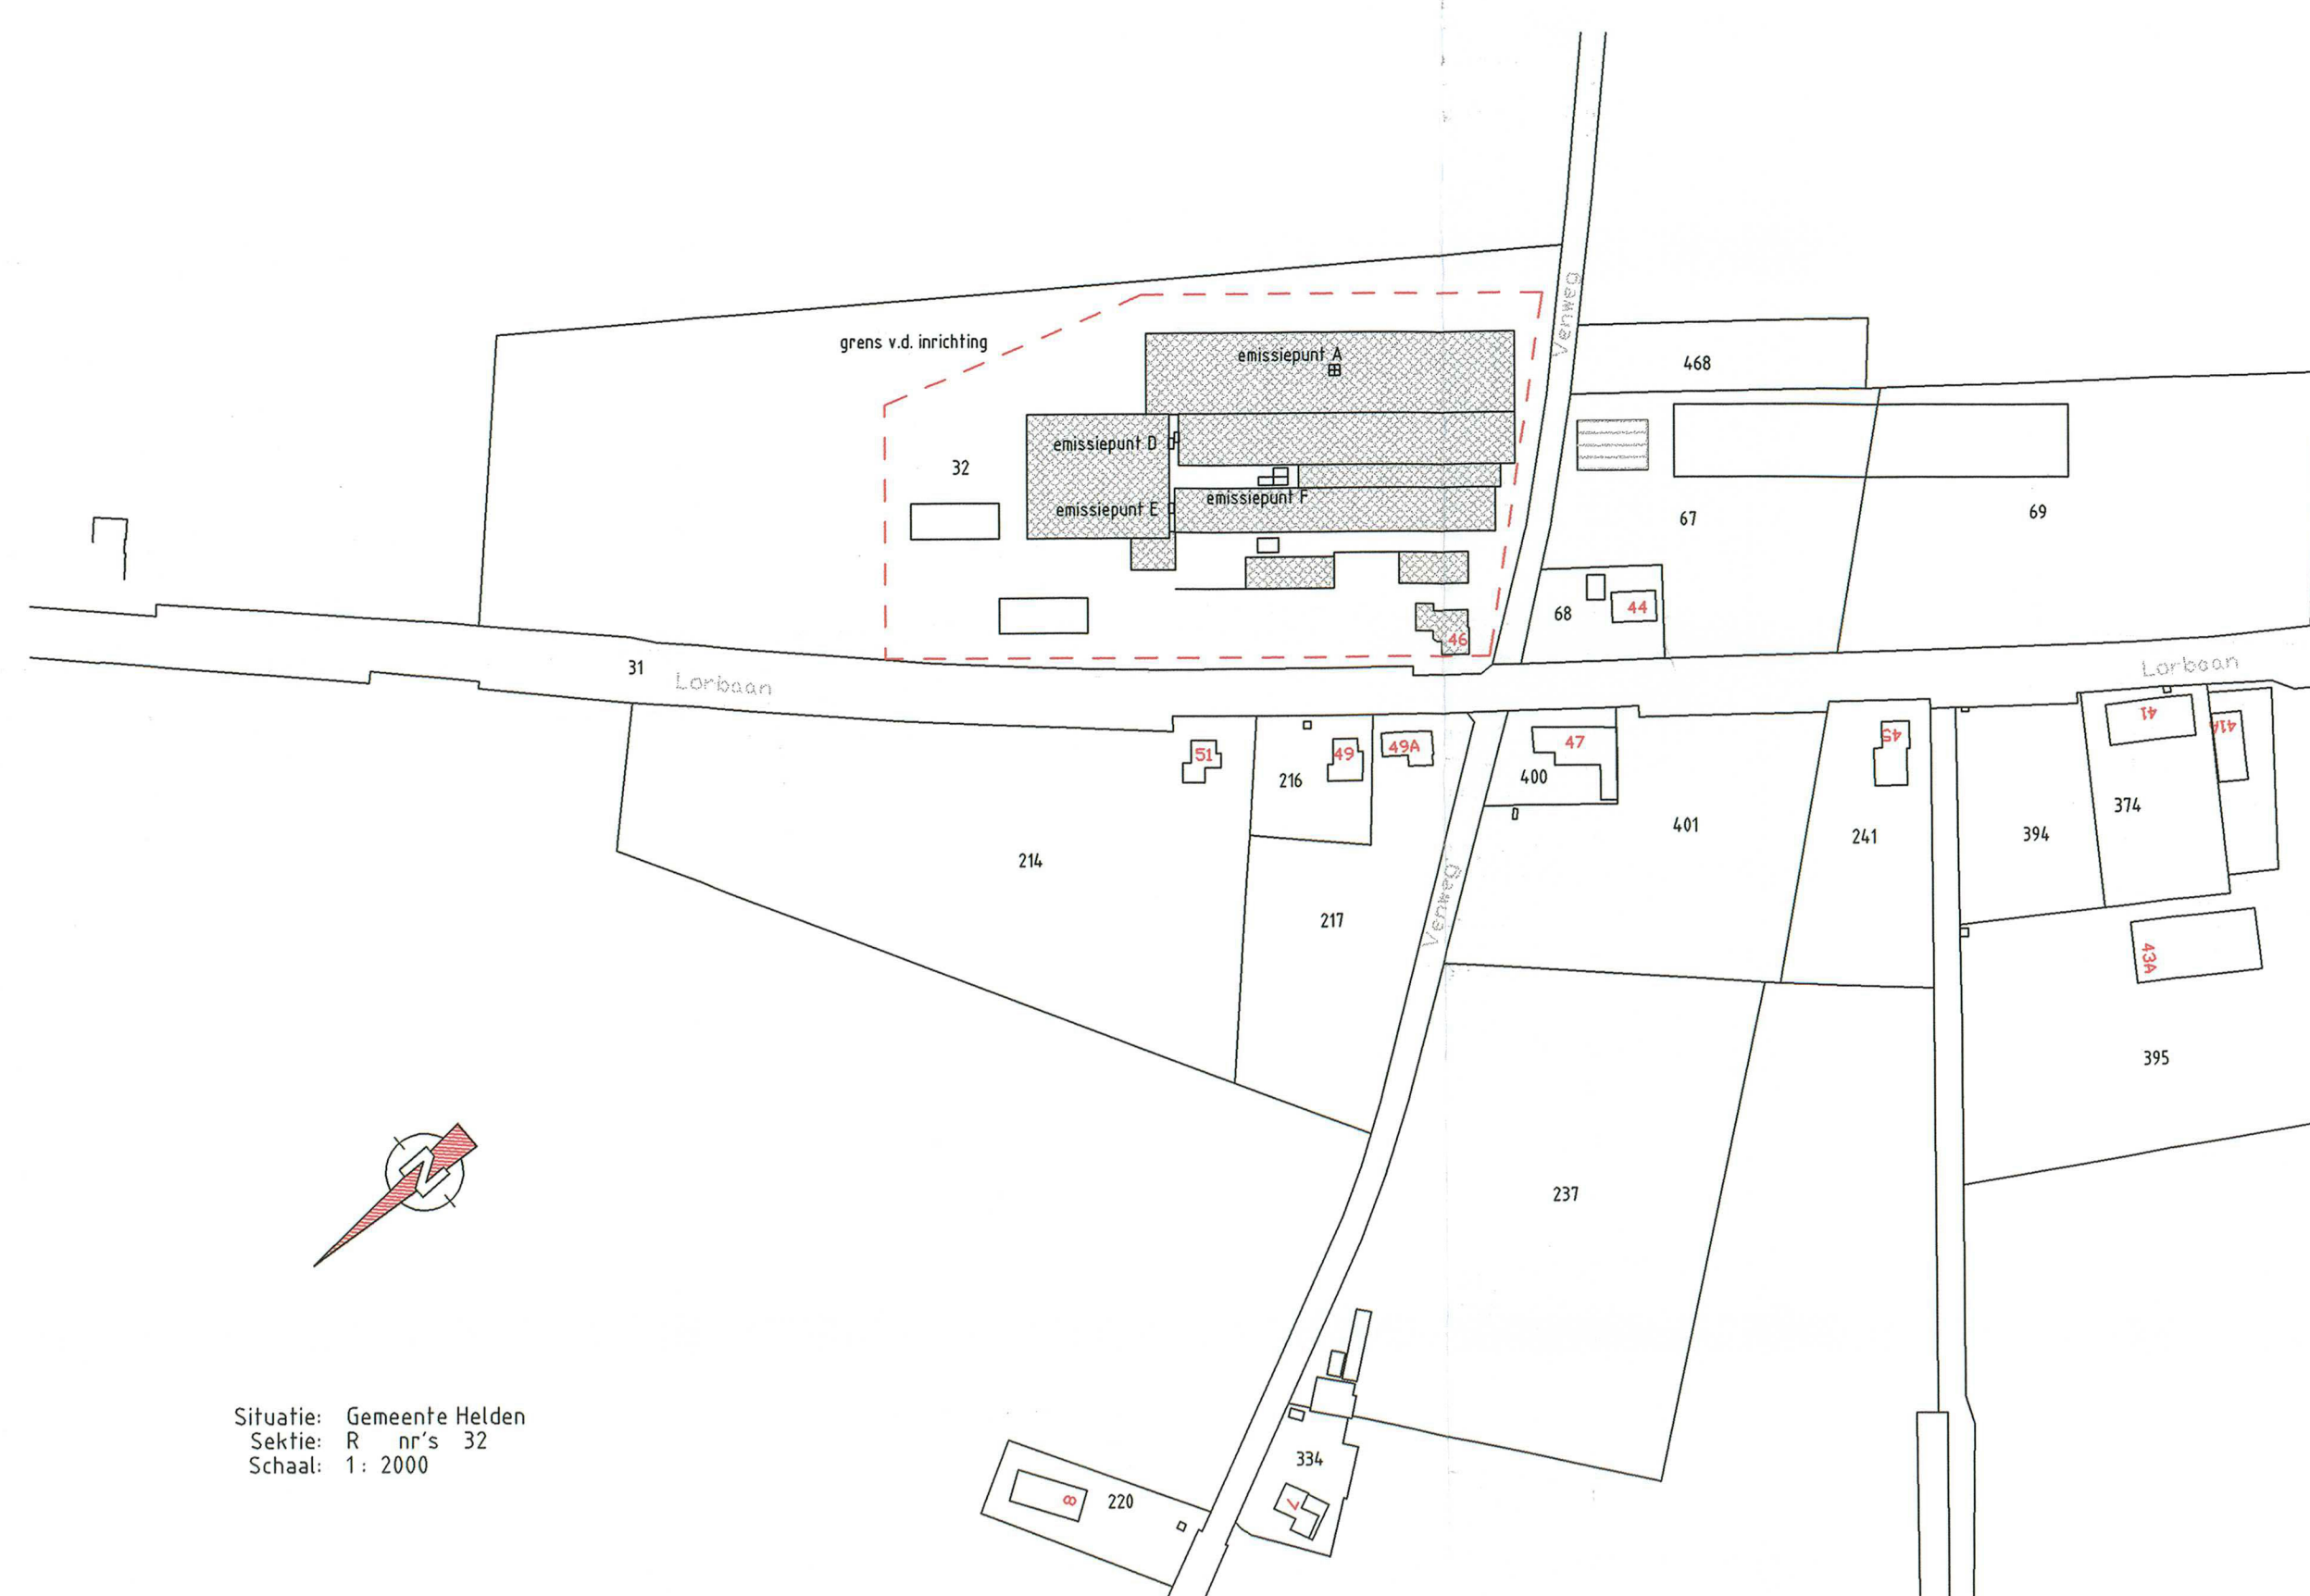 Venweg
grens v.d. inrichting
emissiepunt A
468
emissiepunt D
32
emissiepunt F
emissiepunt E
67
69
68
44
46
31
Lorbaan
Lorbaan
51
216
49
49A
47
400
45
41
41A
374
401
241
394
214
217
Venweg
43A
395
237
N
Situatie: Gemeente Helden
Sektie: R nr's 32
Schaal: 1: 2000
334
220
8
7